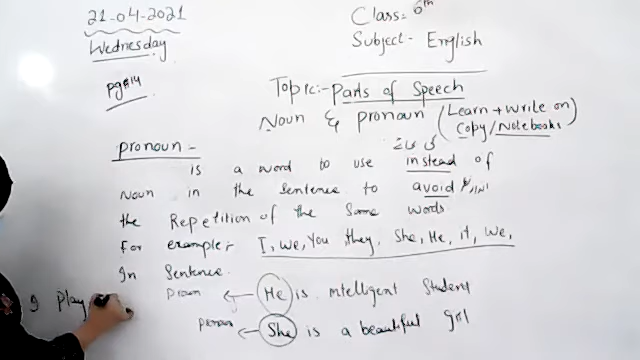 21-04-2021
Wednesday
pg#14
Class:- 6th
Subject- English
Topic:- Parts of Speech
Noun & pronoun (Learn + Write on
Copy/Notebooks)
pronoun -
کی جائے
is a word to use instead of
Noun in the Sentence to avoid
the Repetition of the Same words
For example:- I, we, You, they, She, He, it, We,
In Sentence.
He is intelligent Student
She is a beautiful girl
I Play